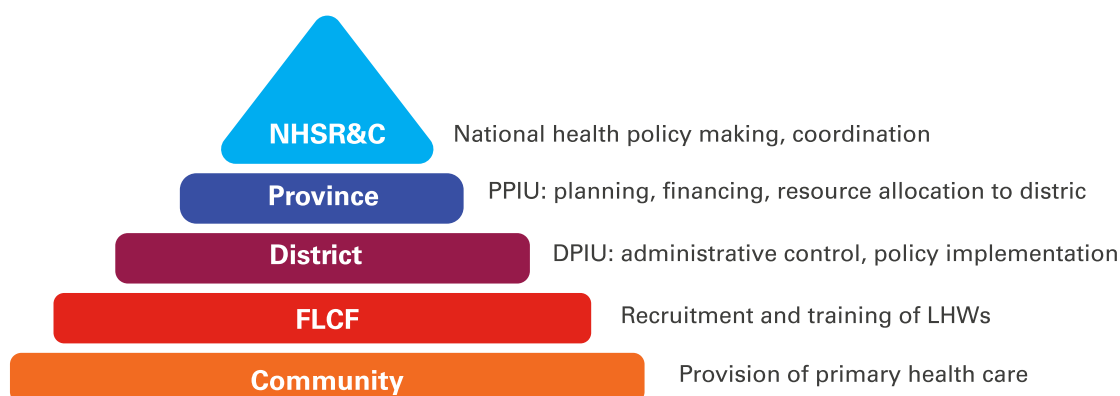 NHSR&C National health policy making, coordination
Province PPIU: planning, financing, resource allocation to distric
District DPIU: administrative control, policy implementation
FLCF Recruitment and training of LHWs
Community Provision of primary health care